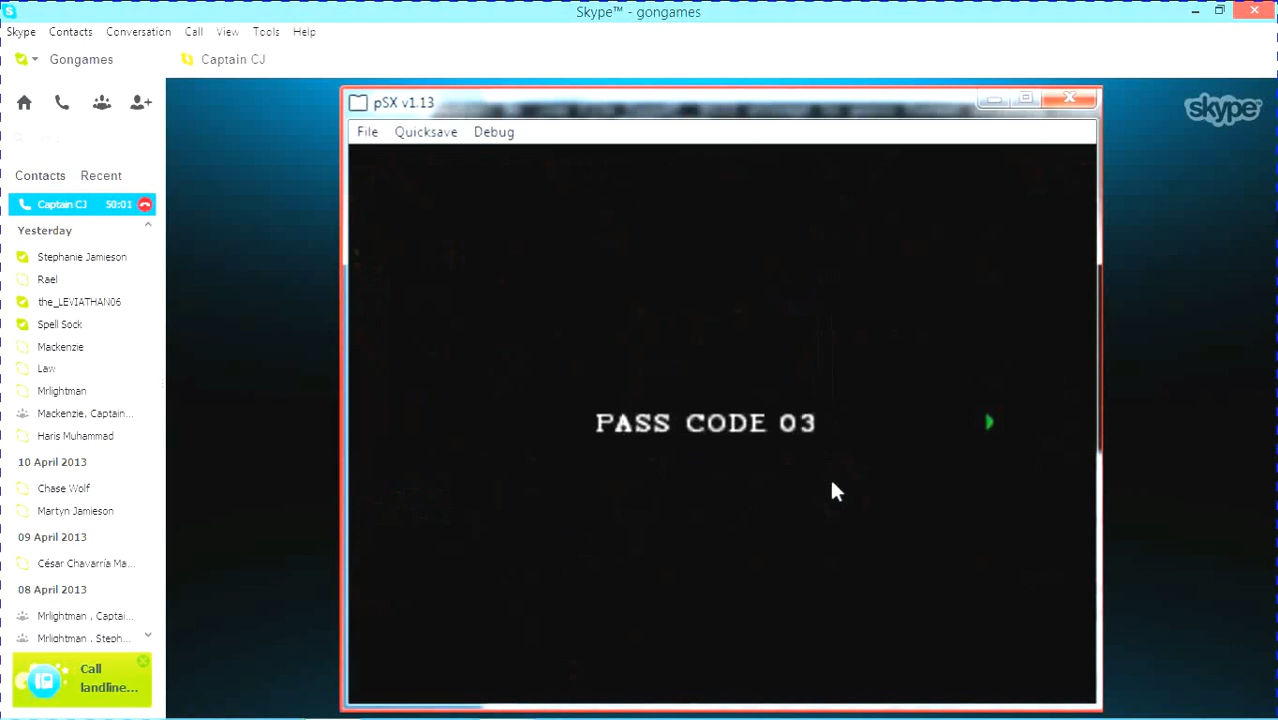 Skype™ - gongames
Skype Contacts Conversation Call View Tools Help
Gongames
Captain CJ
skype
pSX v1.13
File Quicksave Debug
Contacts Recent
Captain CJ 50:01
Yesterday
Stephanie Jamieson
Rael
the_LEVIATHAN06
Spell Sock
Mackenzie
Law
Mrlightman
Mackenzie, Captain...
Haris Muhammad
10 April 2013
Chase Wolf
Martyn Jamieson
09 April 2013
César Chavarría Ma...
08 April 2013
Mrlightman , Captai...
Mrlightman , Steph...
Call
landline...
PASS CODE 03